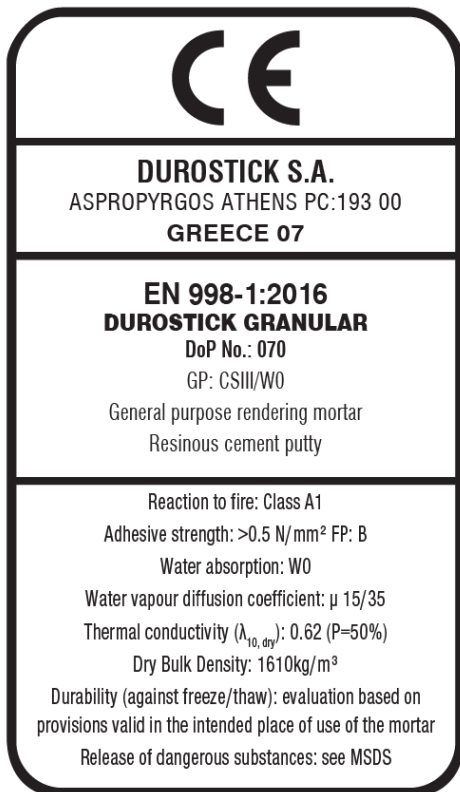 CE
DUROSTICK S.A.
ASPROPYRGOS ATHENS PC:193 00
GREECE 07
EN 998-1:2016
DUROSTICK GRANULAR
DoP No.: 070
GP: CSIII/W0
General purpose rendering mortar
Resinous cement putty
Reaction to fire: Class A1
Adhesive strength: >0.5 N/mm² FP: B
Water absorption: W0
Water vapour diffusion coefficient: μ 15/35
Thermal conductivity (λ10, dry): 0.62 (P=50%)
Dry Bulk Density: 1610kg/m³
Durability (against freeze/thaw): evaluation based on
provisions valid in the intended place of use of the mortar
Release of dangerous substances: see MSDS